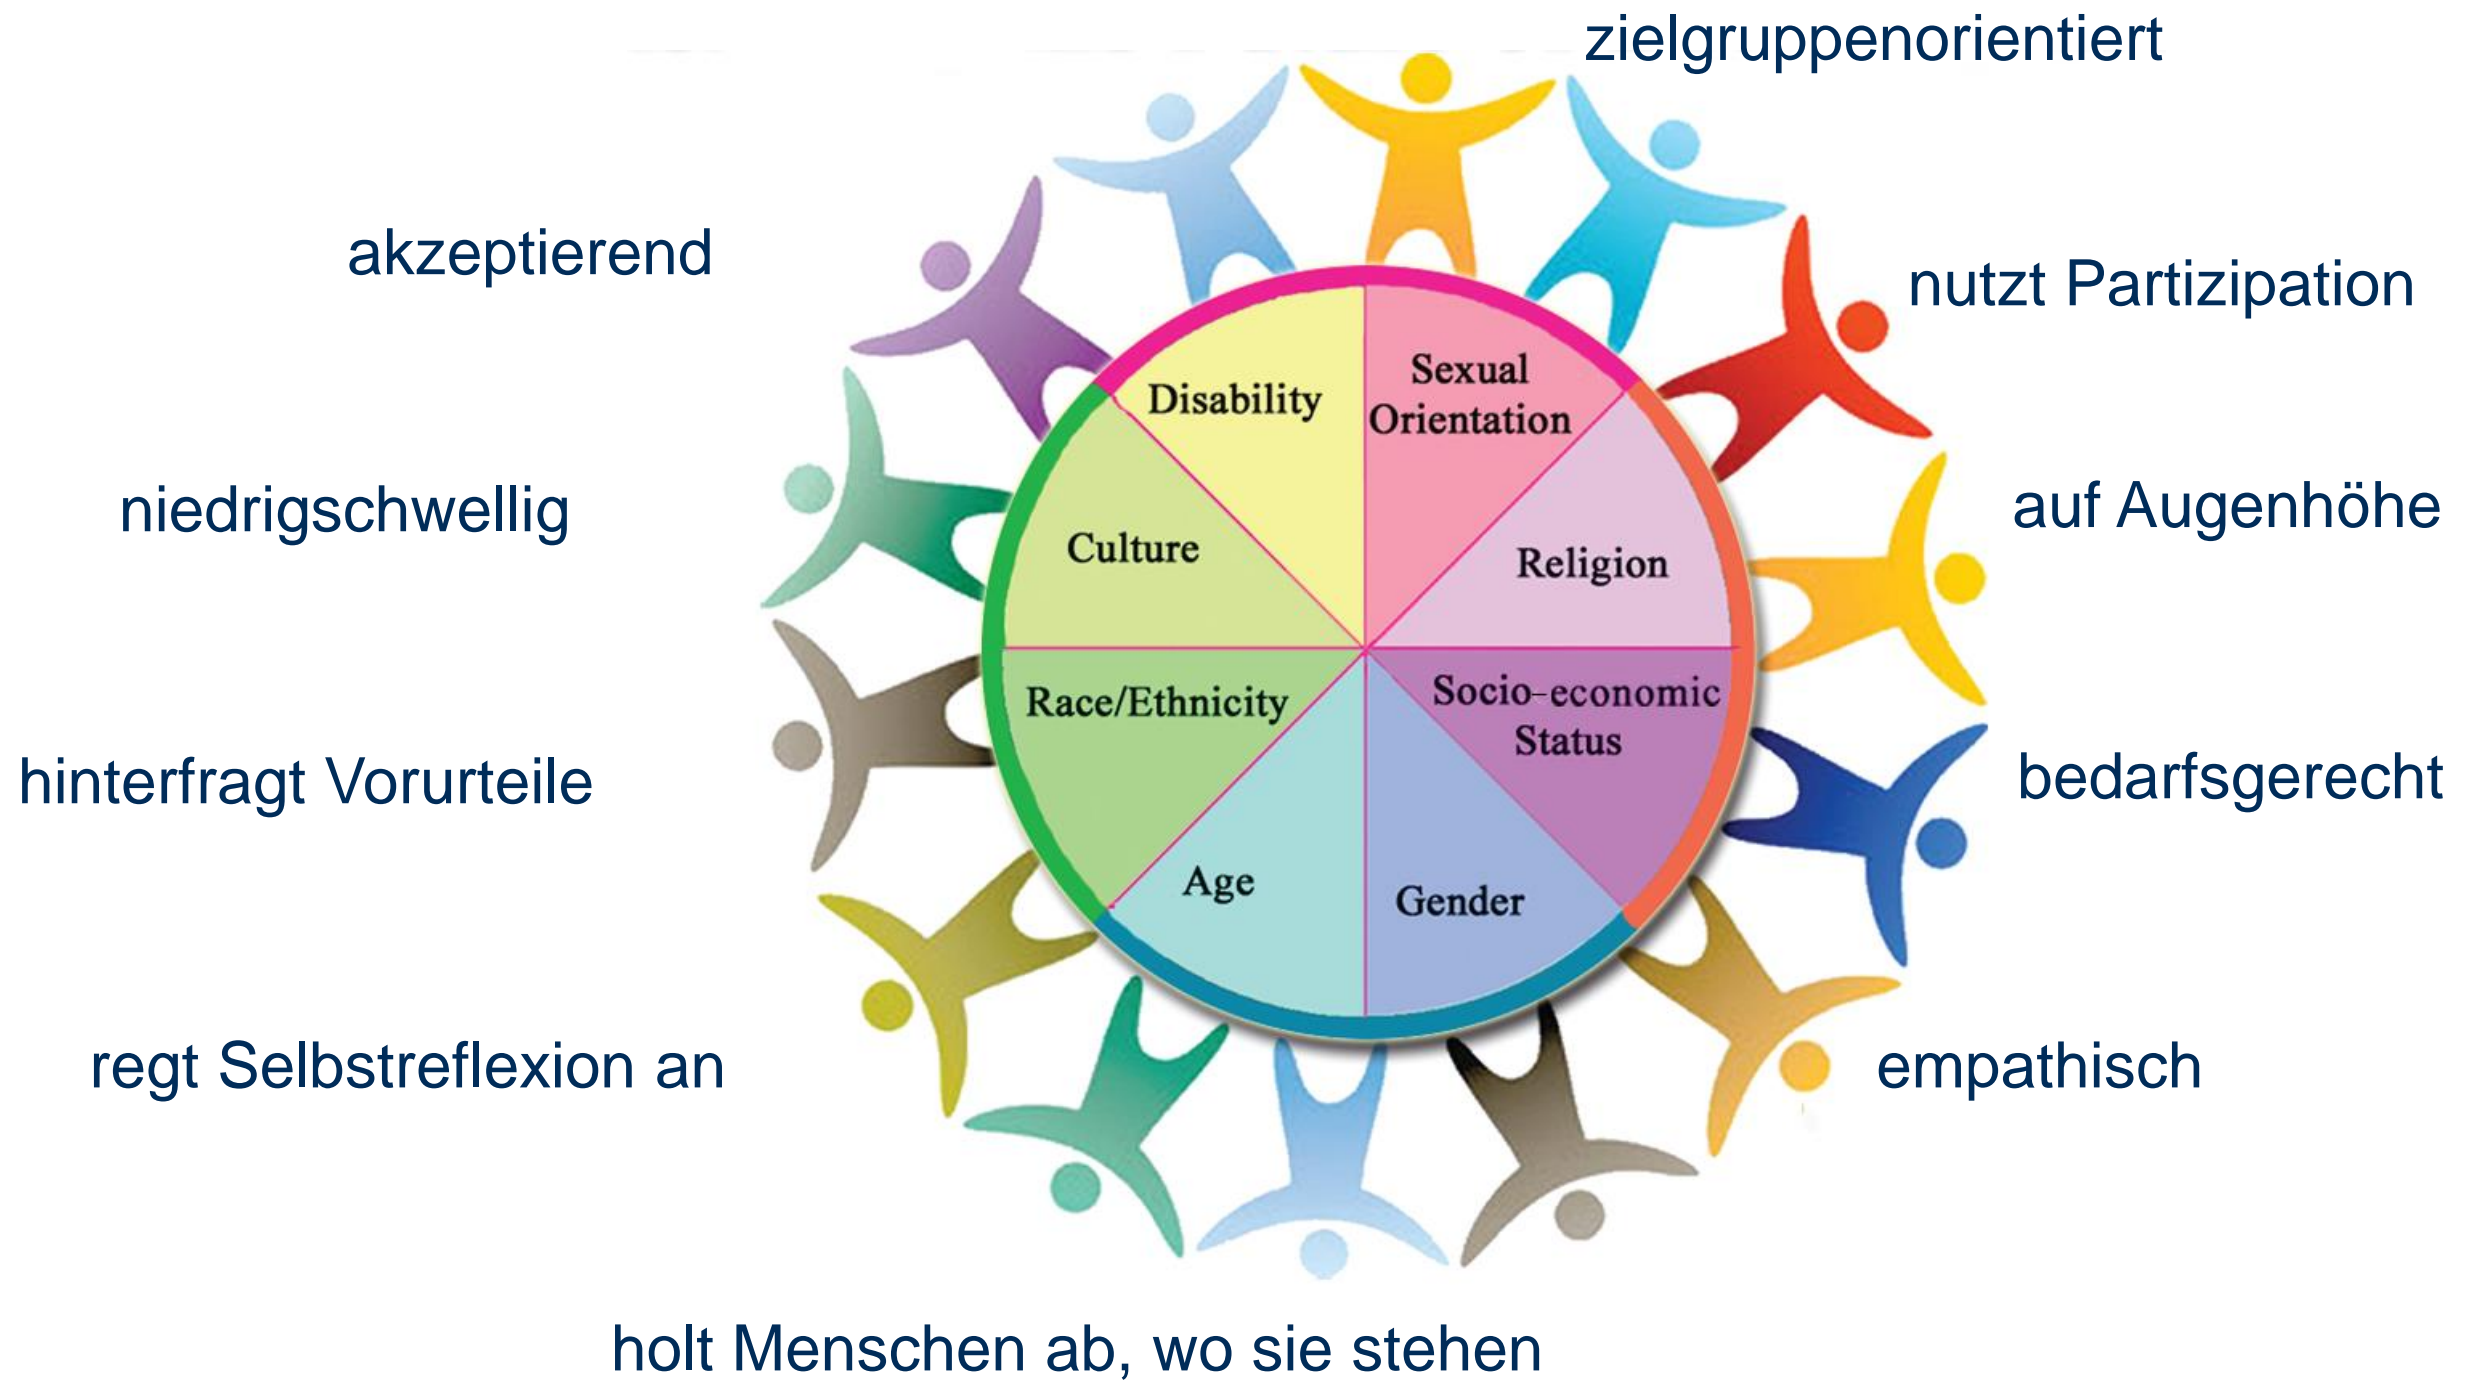 zielgruppenorientiert
akzeptierend
nutzt Partizipation
niedrigschwellig
auf Augenhöhe
hinterfragt Vorurteile
bedarfsgerecht
regt Selbstreflexion an
empathisch
holt Menschen ab, wo sie stehen
Disability
Sexual
Orientation
Culture
Religion
Race/Ethnicity
Socio-economic
Status
Age
Gender